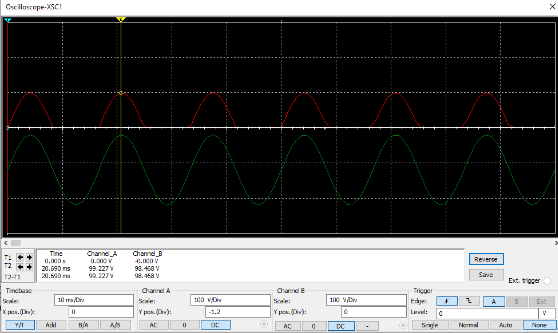 Oscilloscope-XSC1
Time Channel_A Channel_B
T1 0.000 s 0.000 V -0.000 V
T2 20.690 ms 99.227 V 98.468 V
T2-T1 20.690 ms 99.227 V 98.468 V
Reverse
Save
Ext. trigger
Timebase
Scale: 10 ms/Div
X pos.(Div): 0
Y/T Add B/A A/B
Channel A
Scale: 100 V/Div
Y pos.(Div): -1.2
AC 0 DC
Channel B
Scale: 100 V/Div
Y pos.(Div): 0
AC 0 DC -
Trigger
Edge: A B Ext
Level: 0 V
Single Normal Auto None